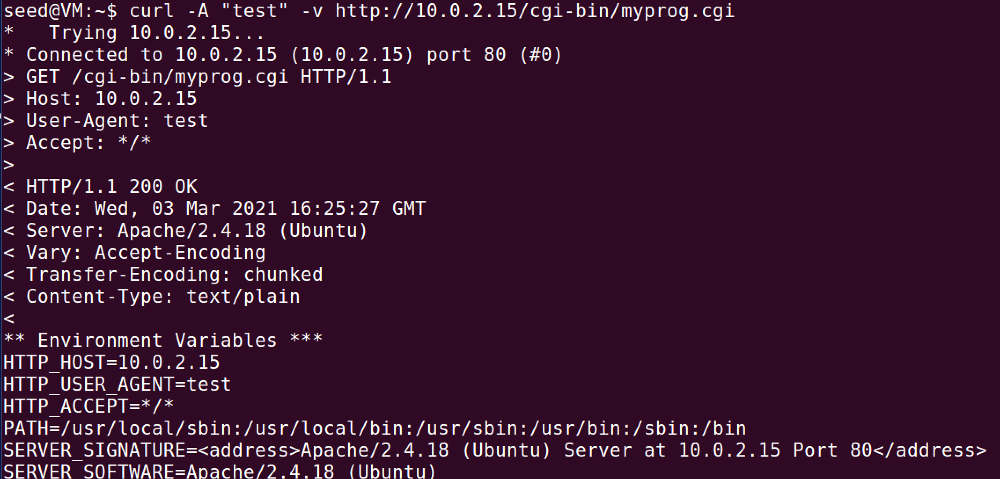 seed@VM:~$ curl -A "test" -v http://10.0.2.15/cgi-bin/myprog.cgi
*   Trying 10.0.2.15...
* Connected to 10.0.2.15 (10.0.2.15) port 80 (#0)
> GET /cgi-bin/myprog.cgi HTTP/1.1
> Host: 10.0.2.15
> User-Agent: test
> Accept: */*
>
< HTTP/1.1 200 OK
< Date: Wed, 03 Mar 2021 16:25:27 GMT
< Server: Apache/2.4.18 (Ubuntu)
< Vary: Accept-Encoding
< Transfer-Encoding: chunked
< Content-Type: text/plain
<
** Environment Variables ***
HTTP_HOST=10.0.2.15
HTTP_USER_AGENT=test
HTTP_ACCEPT=*/*
PATH=/usr/local/sbin:/usr/local/bin:/usr/sbin:/usr/bin:/sbin:/bin
SERVER_SIGNATURE=<address>Apache/2.4.18 (Ubuntu) Server at 10.0.2.15 Port 80</address>
SERVER_SOFTWARE=Apache/2.4.18 (Ubuntu)